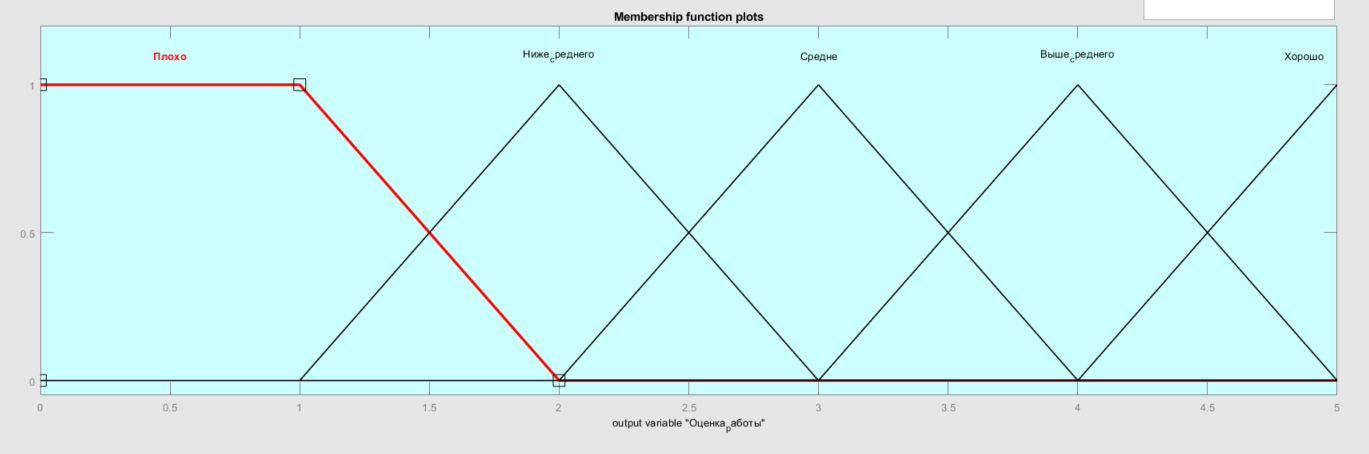 Membership function plots
Плохо
Ниже_среднего
Средне
Выше_среднего
Хорошо
1
0.5
0
0 0.5 1 1.5 2 2.5 3 3.5 4 4.5 5
output variable "Оценка_работы"